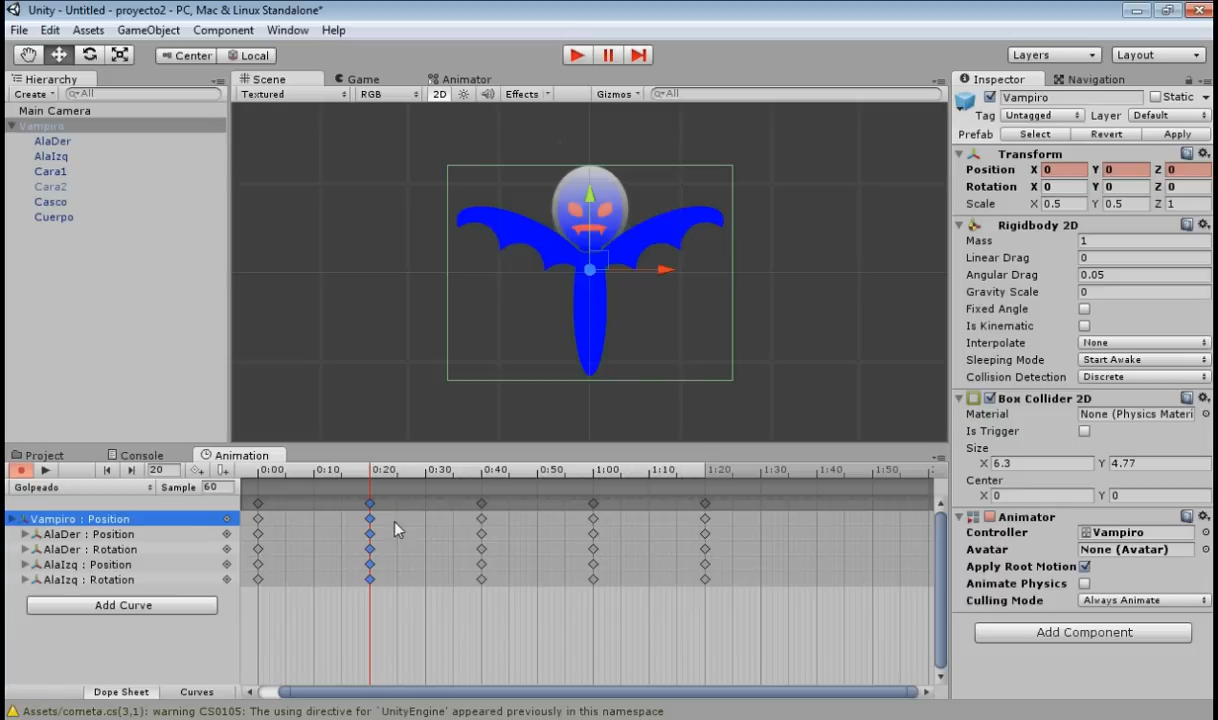 Unity - Untitled - proyecto2 - PC, Mac & Linux Standalone*
File Edit Assets GameObject Component Window Help
Center Local Layers Layout
Hierarchy Scene Game Animator Inspector Navigation
Create All Textured RGB 2D Effects Gizmos All
Main Camera
Vampiro
AlaDer
AlaIzq
Cara1
Cara2
Casco
Cuerpo
Vampiro Static
Tag Untagged Layer Default
Prefab Select Revert Apply
Transform
Position X 0 Y 0 Z 0
Rotation X 0 Y 0 Z 0
Scale X 0.5 Y 0.5 Z 1
Rigidbody 2D
Mass 1
Linear Drag 0
Angular Drag 0.05
Gravity Scale 0
Fixed Angle
Is Kinematic
Interpolate None
Sleeping Mode Start Awake
Collision Detection Discrete
Box Collider 2D
Material None (Physics Materi
Is Trigger
Size
X 6.3 Y 4.77
Center
X 0 Y 0
Animator
Controller Vampiro
Avatar None (Avatar)
Apply Root Motion
Animate Physics
Culling Mode Always Animate
Add Component
Project Console Animation
20 0:00 0:10 0:20 0:30 0:40 0:50 1:00 1:10 1:20 1:30 1:40 1:50
Golpeado Sample 60
Vampiro : Position
AlaDer : Position
AlaDer : Rotation
AlaIzq : Position
AlaIzq : Rotation
Add Curve
Dope Sheet Curves
Assets/cometa.cs(3,1): warning CS0105: The using directive for `UnityEngine' appeared previously in this namespace